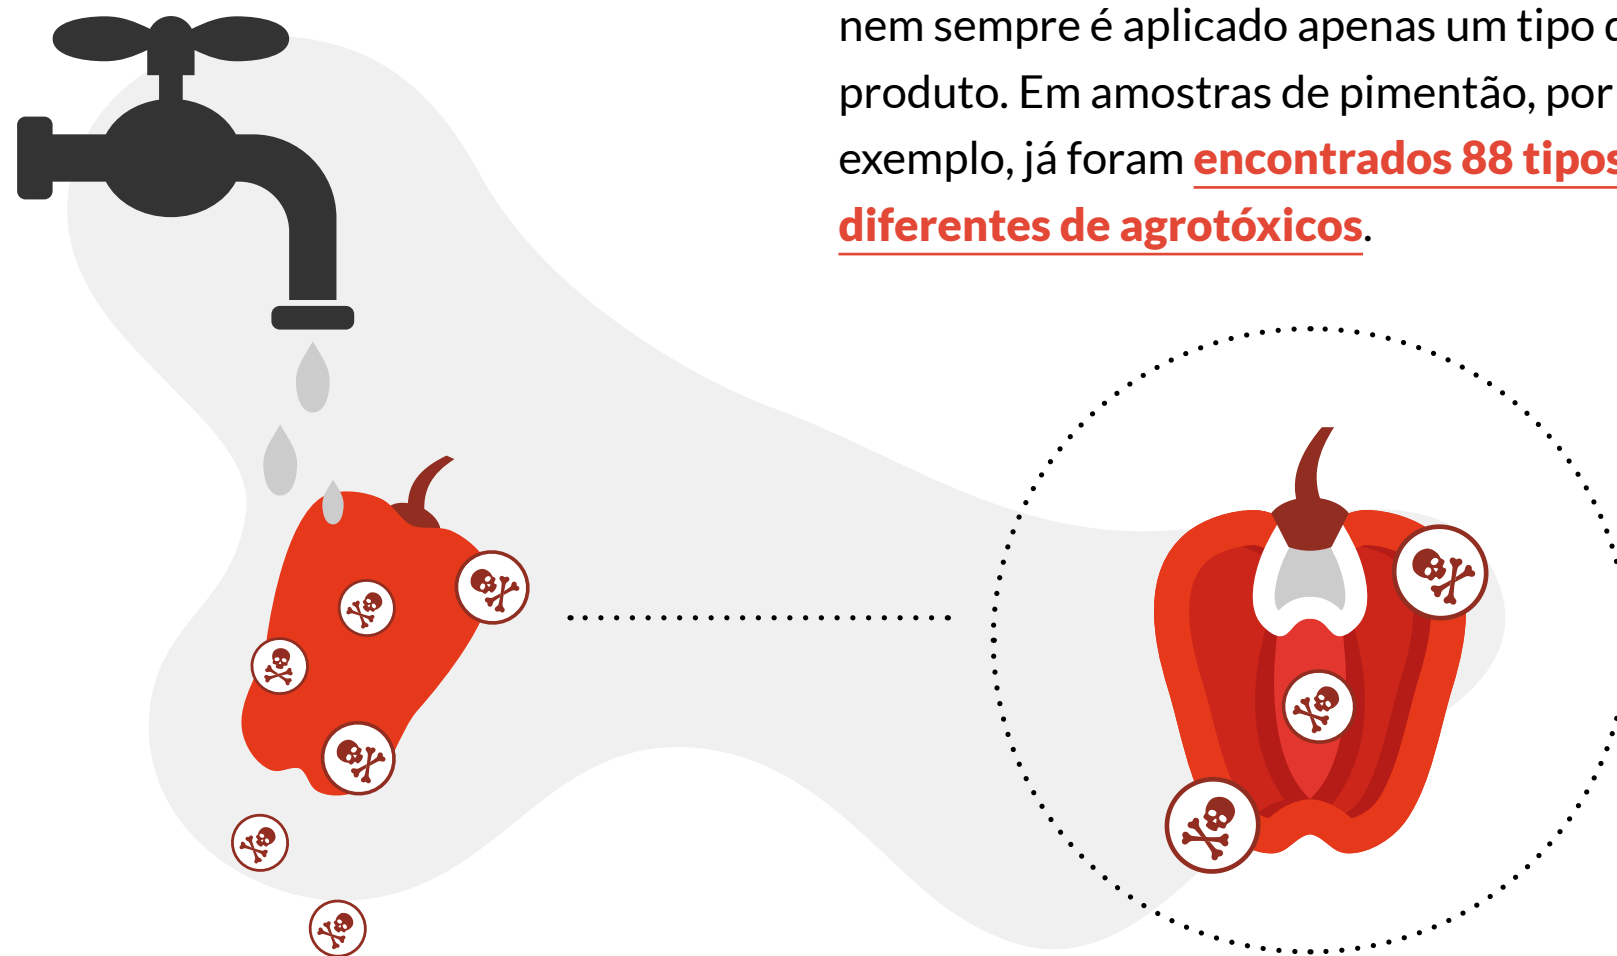 nem sempre é aplicado apenas um tipo
produto. Em amostras de pimentão, por
exemplo, já foram encontrados 88 tipos
diferentes de agrotóxicos.